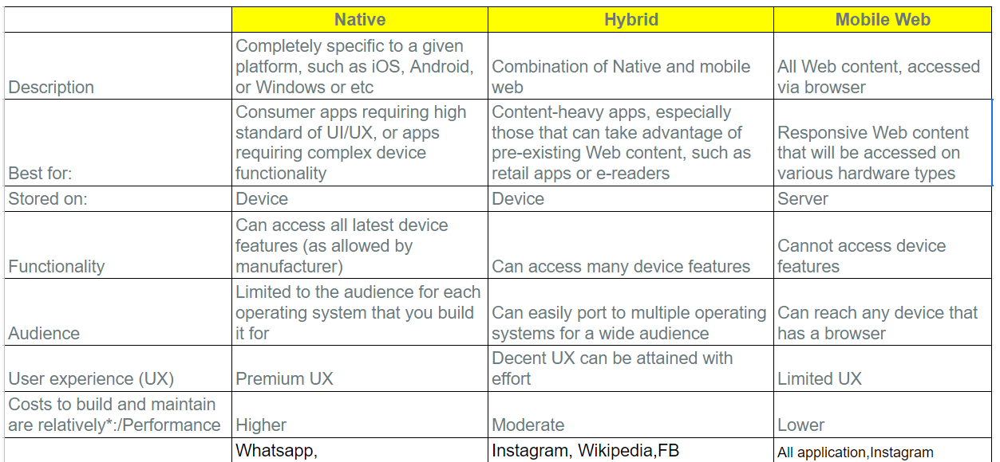 Native
Hybrid
Mobile Web
Description
Completely specific to a given
platform, such as iOS, Android,
or Windows or etc
Combination of Native and mobile
web
All Web content, accessed
via browser
Best for:
Consumer apps requiring high
standard of UI/UX, or apps
requiring complex device
functionality
Content-heavy apps, especially
those that can take advantage of
pre-existing Web content, such as
retail apps or e-readers
Responsive Web content
that will be accessed on
various hardware types
Stored on:
Device
Device
Server
Functionality
Can access all latest device
features (as allowed by
manufacturer)
Can access many device features
Cannot access device
features
Audience
Limited to the audience for each
operating system that you build
it for
Can easily port to multiple operating
systems for a wide audience
Can reach any device that
has a browser
User experience (UX)
Premium UX
Decent UX can be attained with
effort
Limited UX
Costs to build and maintain
are relatively*:/Performance
Higher
Moderate
Lower
Whatsapp,
Instagram, Wikipedia,FB
All application,Instagram